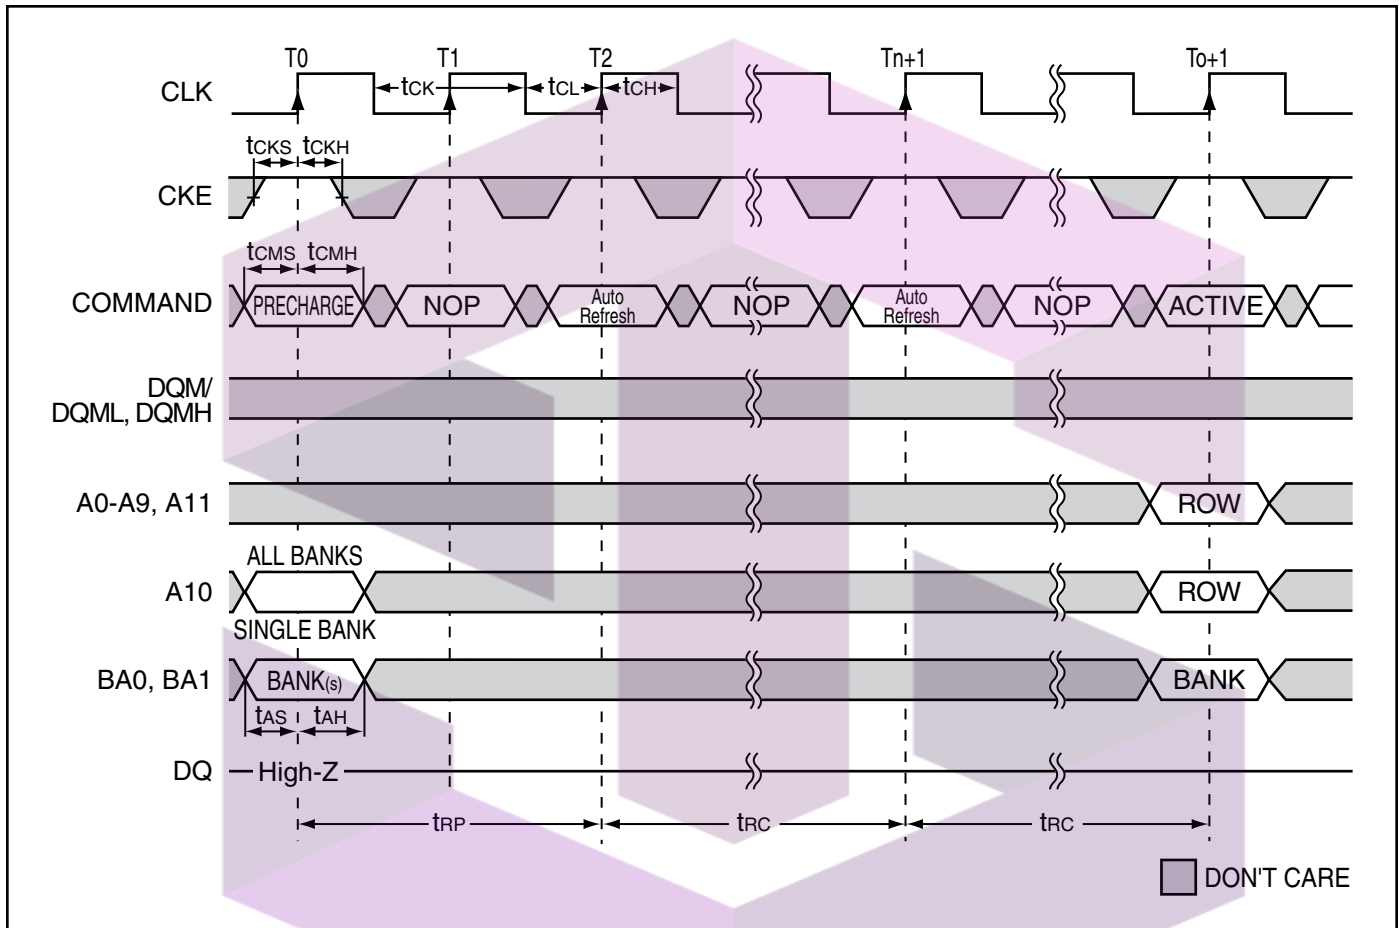 T0 T1 T2 Tn+1 To+1
CLK tCK tCL tCH
tCKS tCKH
CKE
tCMS tCMH
COMMAND PRECHARGE NOP Auto Refresh NOP Auto Refresh NOP ACTIVE
DQM/
DQML, DQMH
A0-A9, A11 ROW
ALL BANKS
A10 ROW
SINGLE BANK
BA0, BA1 BANK(s) BANK
tAS tAH
DQ High-Z
tRP tRC tRC
DON'T CARE